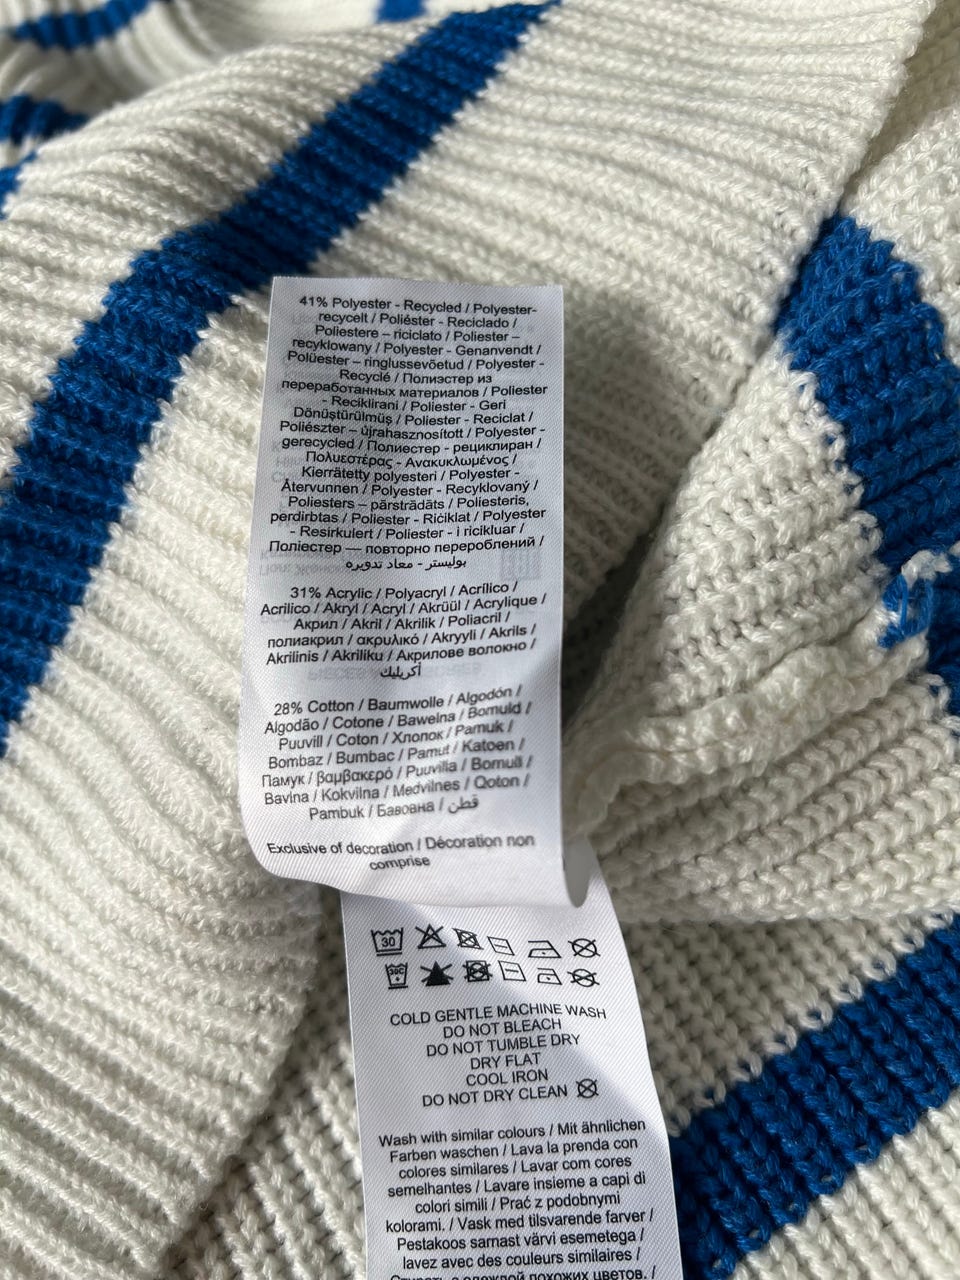 41% Polyester - Recycled / Polyester-
recycelt / Poliéster - Reciclado /
Poliestere – riciclato / Poliester –
recyklowany / Polyester - Genanvendt /
Polüester – ringlussevõetud / Polyester -
Recyclé / Полиэстер из
переработанных материалов / Poliester
- Reciklirani / Poliester - Geri
Dönüştürülmüş / Poliester - Reciclat /
Poliészter – újrahasznosított / Polyester -
gerecycled / Полиестер - рециклиран /
Πολυεστέρας - Ανακυκλωμένος /
Kierrätetty polyesteri / Polyester -
Återvunnen / Polyester - Recyklovaný /
Poliesters – pārstrādāts / Poliesteris,
perdirbtas / Poliester - Ričiklat / Polyester
- Resirkulert / Poliester - i ricikluar /
Поліестер — повторно перероблений /
بوليستر - معاد تدويره
31% Acrylic / Polyacryl / Acrílico /
Acrilico / Akryl / Acryl / Akrüül / Acrylique /
Акрил / Akril / Akrilik / Poliacril /
полиакрил / ακρυλικό / Akryyli / Akrils /
Akrilinis / Akriliku / Акрилове волокно /
أكريليك
28% Cotton / Baumwolle / Algodón /
Algodão / Cotone / Bawełna / Bomuld /
Puuvill / Coton / Хлопок / Pamuk /
Bombaz / Bumbac / Pamut / Katoen /
Памук / βαμβακερό / Puuvilla / Bomull /
Bavlna / Kokvilna / Medvilnės / Qoton /
Pambuk / Бавовна / قطن
Exclusive of decoration / Décoration non
comprise
30
30C
COLD GENTLE MACHINE WASH
DO NOT BLEACH
DO NOT TUMBLE DRY
DRY FLAT
COOL IRON
DO NOT DRY CLEAN
Wash with similar colours / Mit ähnlichen
Farben waschen / Lava la prenda con
colores similares / Lavar com cores
semelhantes / Lavare insieme a capi di
colori simili / Prać z podobnymi
kolorami. / Vask med tilsvarende farver /
Pestakoos sarnast värvi esemetega /
lavez avec des couleurs similaires /
Стирать с одеждой похожих цветов. /